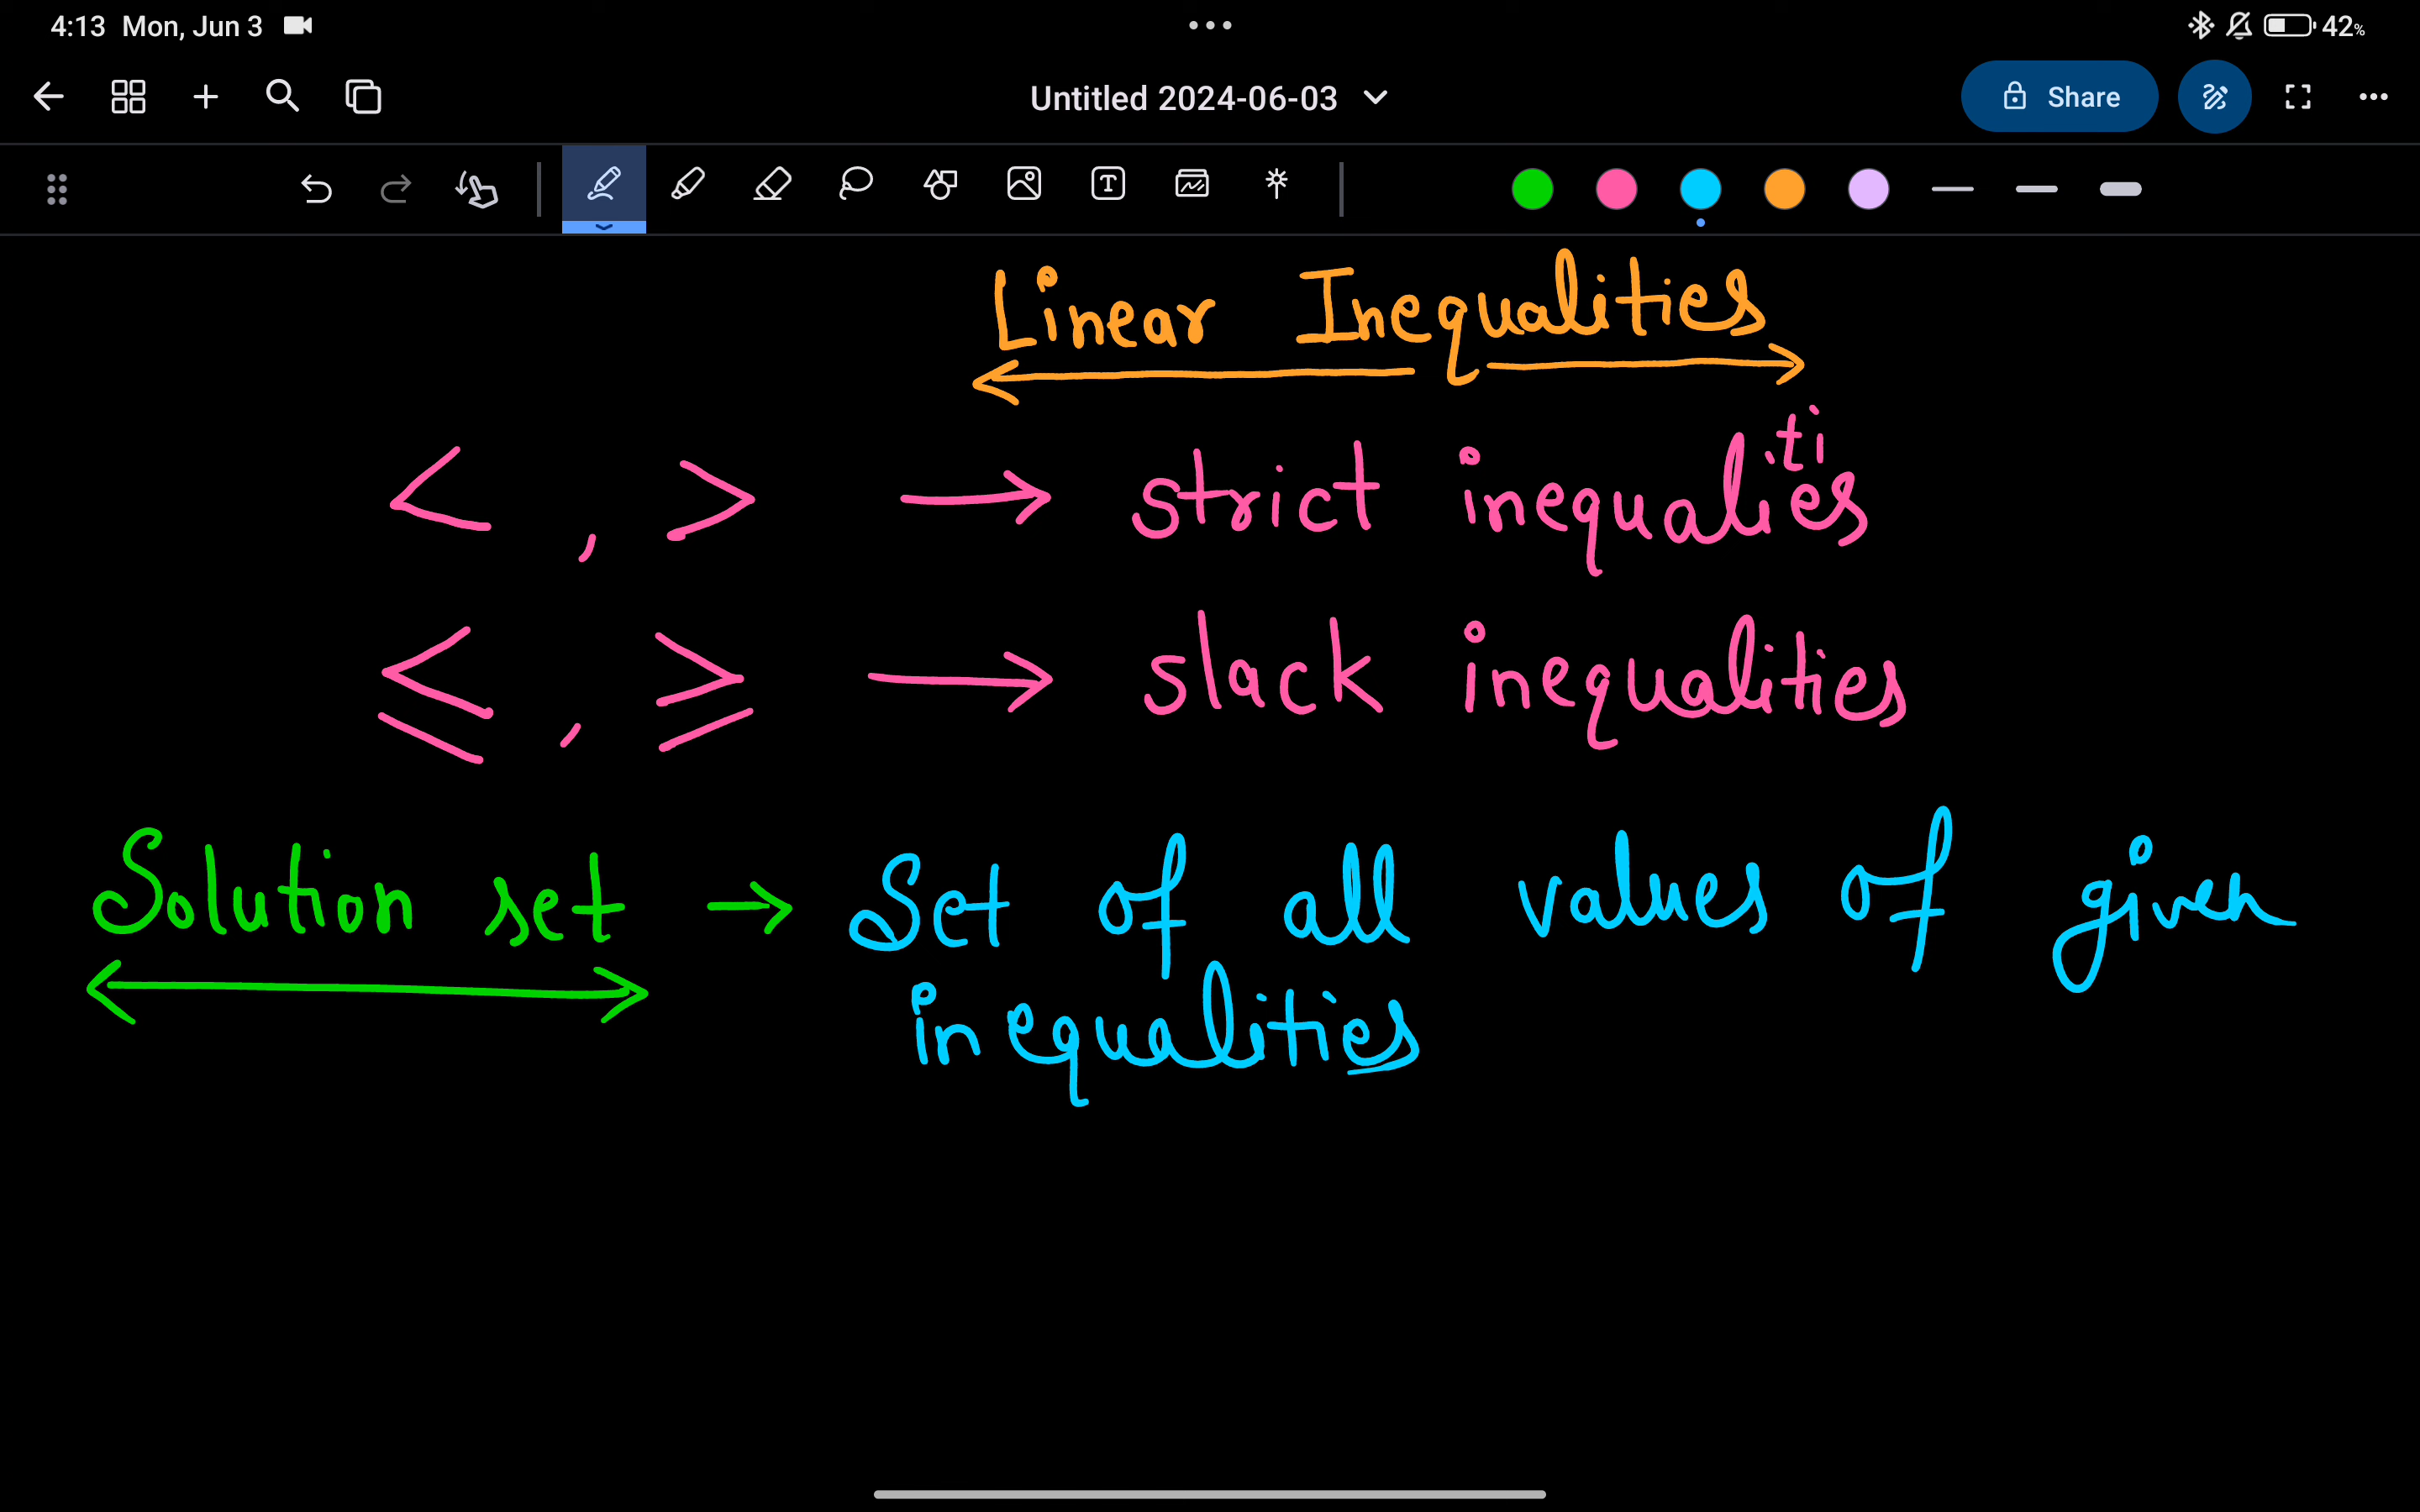 4:13 Mon, Jun 3 42%
Untitled 2024-06-03 Share
Linear Inequalities
< , > → strict inequalities
≤ , ≥ → slack inequalities
Solution set → Set of all values of given
inequalities